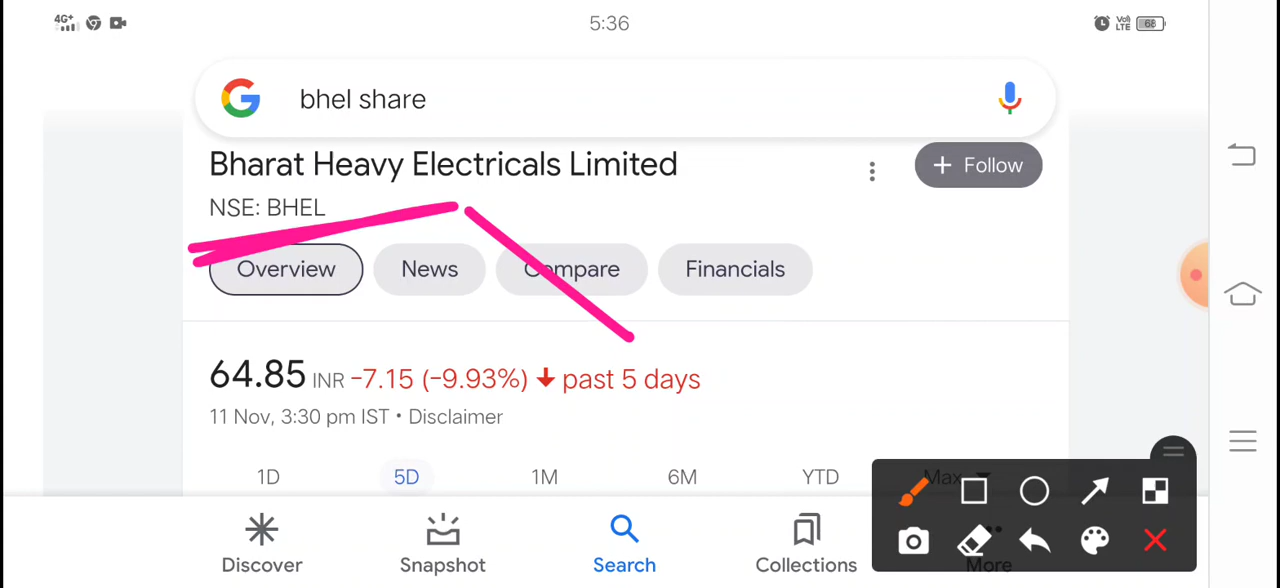 4G+ 5:36 Vo) LTE 68
bhel share
Bharat Heavy Electricals Limited
+ Follow
NSE: BHEL
Overview News Compare Financials
64.85 INR -7.15 (-9.93%) ↓ past 5 days
11 Nov, 3:30 pm IST • Disclaimer
1D 5D 1M 6M YTD Max
Discover Snapshot Search Collections More